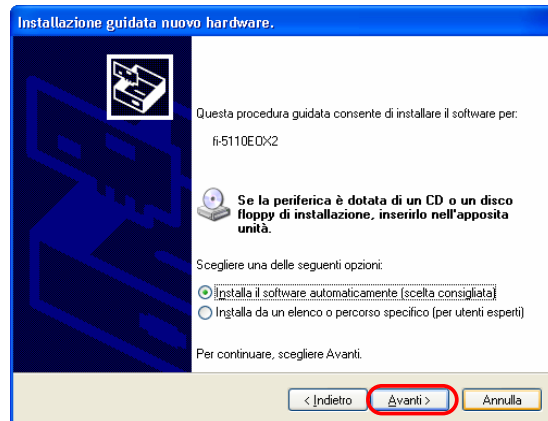 Installazione guidata nuovo hardware.
Questa procedura guidata consente di installare il software per:
fi-5110EOX2
Se la periferica è dotata di un CD o un disco
floppy di installazione, inserirlo nell'apposita
unità.
Scegliere una delle seguenti opzioni:
Installa il software automaticamente (scelta consigliata)
Installa da un elenco o percorso specifico (per utenti esperti)
Per continuare, scegliere Avanti.
< Indietro
Avanti >
Annulla